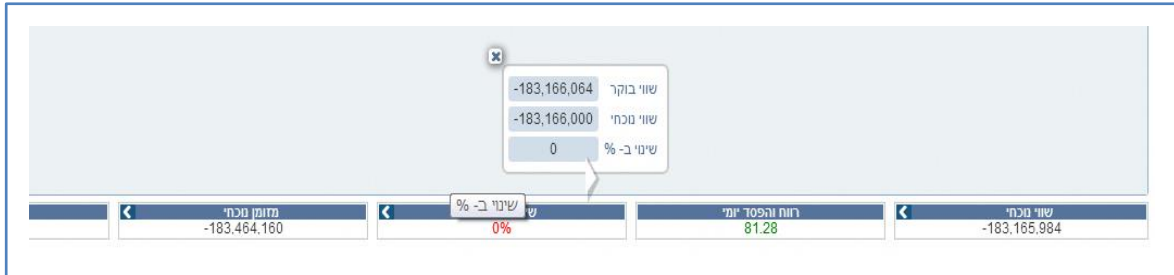 שווי בוקר -183,166,064
שווי נוכחי -183,166,000
שינוי ב- % 0
שינוי ב- %
שווי נוכחי רווח והפסד יומי ש מזומן נוכחי
-183,165,984 81.28 0% -183,464,160